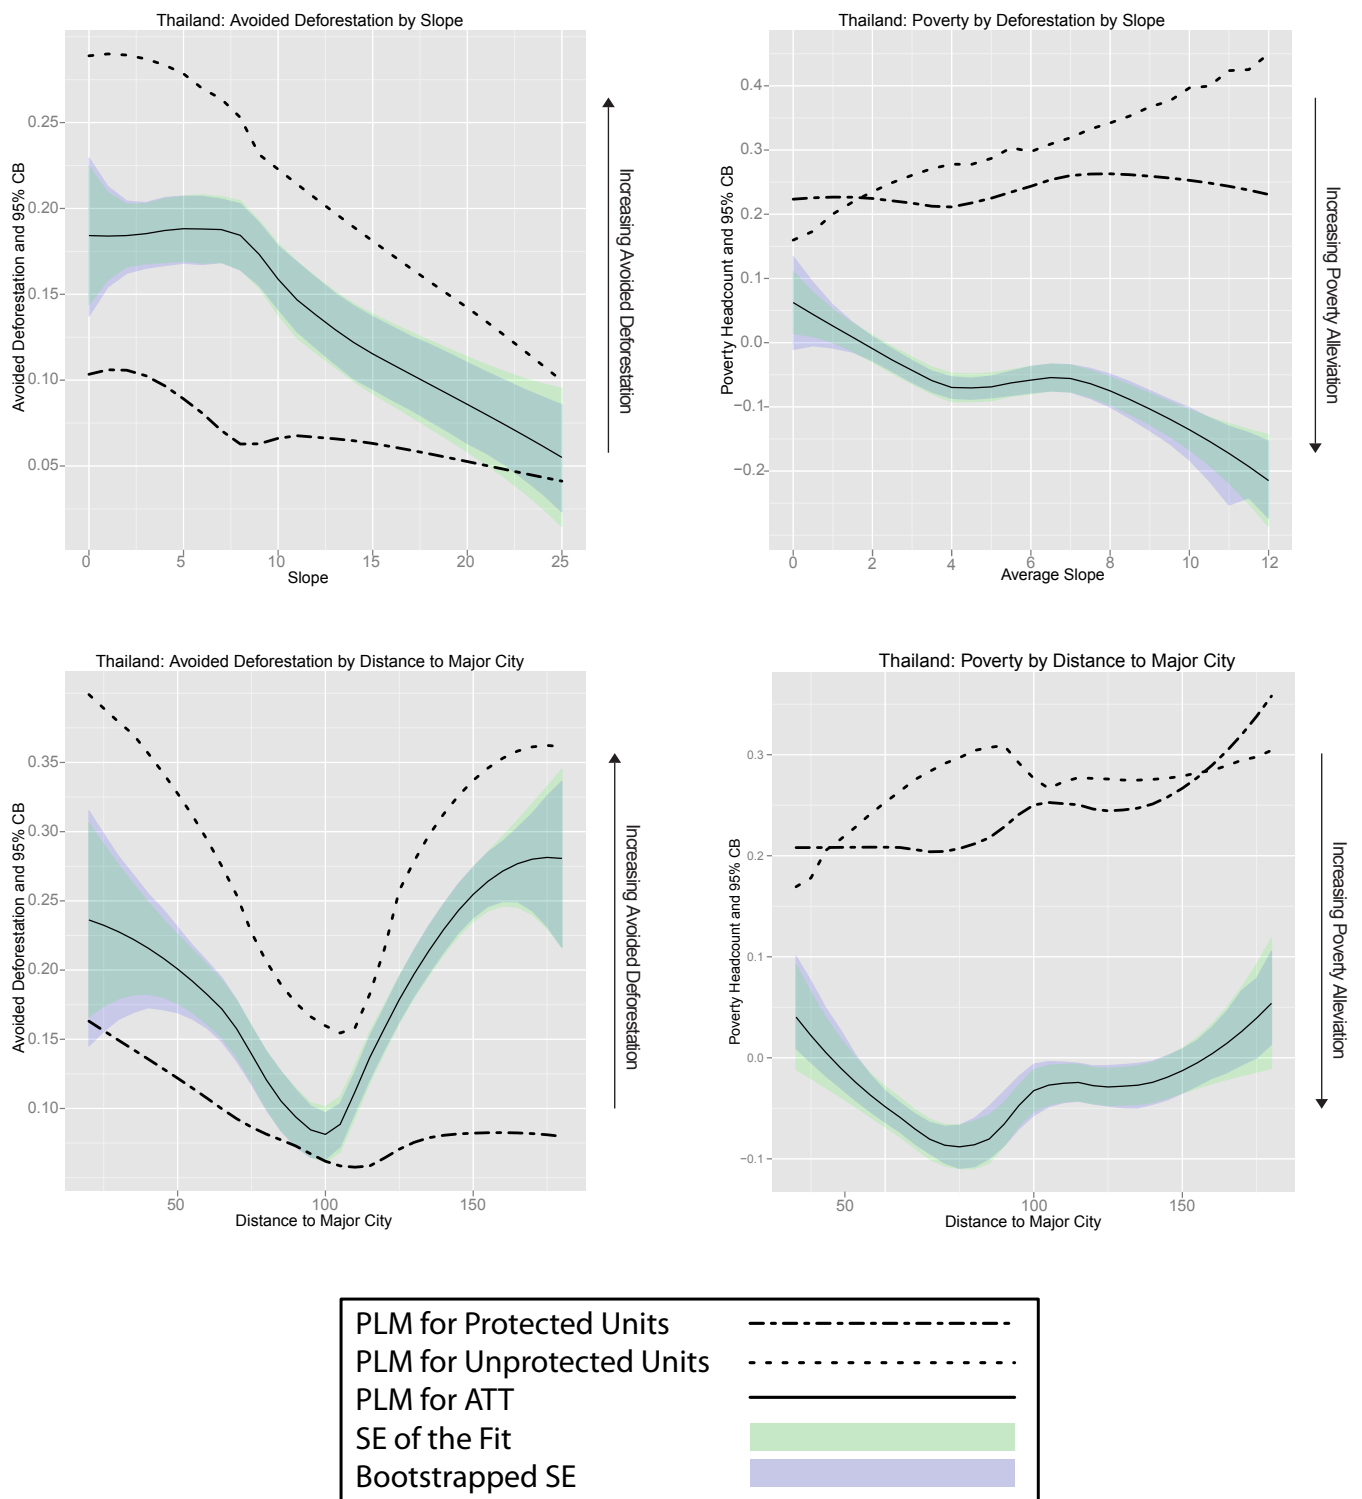 Thailand: Avoided Deforestation by Slope
Avoided Deforestation and 95% CB
0.25
0.20
0.15
0.10
0.05
0
5
10
15
20
25
Slope
Increasing Avoided Deforestation
Thailand: Poverty by Deforestation by Slope
Poverty Headcount and 95% CB
0.4
0.3
0.2
0.1
0.0
−0.1
−0.2
0
2
4
6
8
10
12
Average Slope
Increasing Poverty Alleviation
Thailand: Avoided Deforestation by Distance to Major City
Avoided Deforestation and 95% CB
0.35
0.30
0.25
0.20
0.15
0.10
50
100
150
Distance to Major City
Increasing Avoided Deforestation
Thailand: Poverty by Distance to Major City
Poverty Headcount and 95% CB
0.3
0.2
0.1
0.0
−0.1
50
100
150
Distance to Major City
Increasing Poverty Alleviation
PLM for Protected Units
PLM for Unprotected Units
PLM for ATT
SE of the Fit
Bootstrapped SE